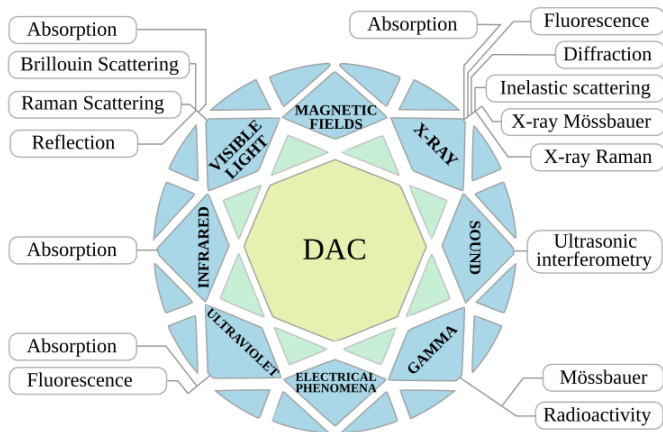 Absorption
Brillouin Scattering
Raman Scattering
Reflection
Absorption
Fluorescence
Diffraction
Inelastic scattering
X-ray Mössbauer
X-ray Raman
MAGNETIC
FIELDS
VISIBLE
LIGHT
X-RAY
Absorption
INFRARED
DAC
SOUND
Ultrasonic
interferometry
Absorption
Fluorescence
ULTRAVIOLET
ELECTRICAL
PHENOMENA
GAMMA
Mössbauer
Radioactivity